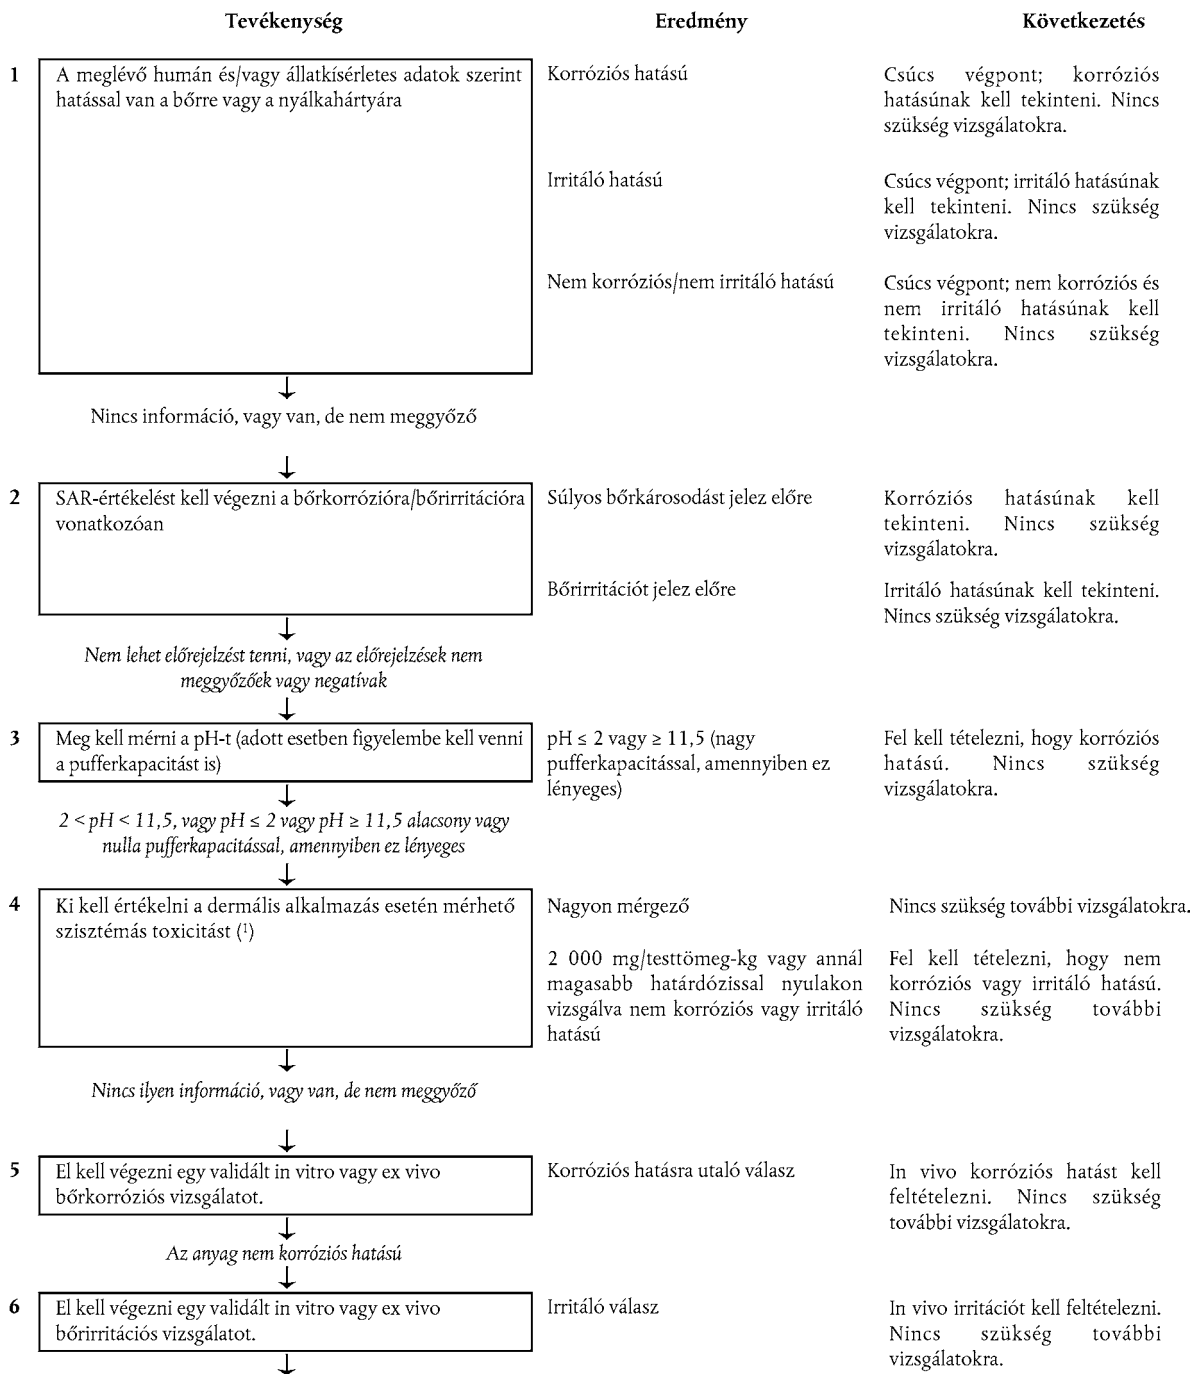 Tevékenység
Eredmény
Következetés
1
A meglévő humán és/vagy állatkísérletes adatok szerint
hatással van a bőrre vagy a nyálkahártyára
Korróziós hatású
Csúcs végpont; korróziós
hatásúnak kell tekinteni. Nincs
szükség vizsgálatokra.
Irritáló hatású
Csúcs végpont; irritáló hatásúnak
kell tekinteni. Nincs szükség
vizsgálatokra.
Nem korróziós/nem irritáló hatású
Csúcs végpont; nem korróziós és
nem irritáló hatásúnak kell
tekinteni. Nincs szükség
vizsgálatokra.
Nincs információ, vagy van, de nem meggyőző
2
SAR-értékelést kell végezni a bőrkorrózióra/bőrirritációra
vonatkozóan
Súlyos bőrkárosodást jelez előre
Korróziós hatásúnak kell
tekinteni. Nincs szükség
vizsgálatokra.
Bőrirritációt jelez előre
Irritáló hatásúnak kell tekinteni.
Nincs szükség vizsgálatokra.
Nem lehet előrejelzést tenni, vagy az előrejelzések nem
meggyőzőek vagy negatívak
3
Meg kell mérni a pH-t (adott esetben figyelembe kell venni
a pufferkapacitást is)
pH ≤ 2 vagy ≥ 11,5 (nagy
pufferkapacitással, amennyiben ez
lényeges)
Fel kell tételezni, hogy korróziós
hatású. Nincs szükség
vizsgálatokra.
2 < pH < 11,5, vagy pH ≤ 2 vagy pH ≥ 11,5 alacsony vagy
nulla pufferkapacitással, amennyiben ez lényeges
4
Ki kell értékelni a dermális alkalmazás esetén mérhető
szisztémás toxicitást (¹)
Nagyon mérgező
Nincs szükség további vizsgálatokra.
2 000 mg/testtömeg-kg vagy annál
magasabb határdózissal nyulakon
vizsgálva nem korróziós vagy irritáló
hatású
Fel kell tételezni, hogy nem
korróziós vagy irritáló hatású.
Nincs szükség további
vizsgálatokra.
Nincs ilyen információ, vagy van, de nem meggyőző
5
El kell végezni egy validált in vitro vagy ex vivo
bőrkorróziós vizsgálatot.
Korróziós hatásra utaló válasz
In vivo korróziós hatást kell
feltételezni. Nincs szükség
további vizsgálatokra.
Az anyag nem korróziós hatású
6
El kell végezni egy validált in vitro vagy ex vivo
bőrirritációs vizsgálatot.
Irritáló válasz
In vivo irritációt kell feltételezni.
Nincs szükség további
vizsgálatokra.